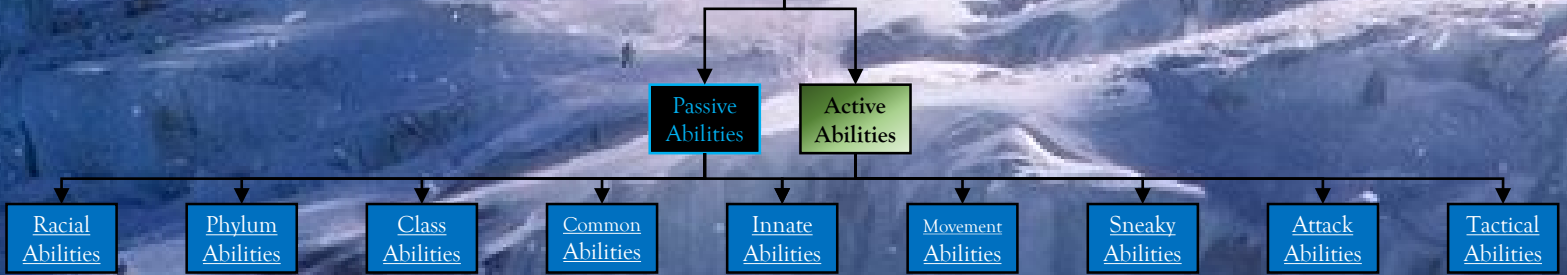 Passive
Abilities
Active
Abilities
Racial
Abilities
Phylum
Abilities
Class
Abilities
Common
Abilities
Innate
Abilities
Movement
Abilities
Sneaky
Abilities
Attack
Abilities
Tactical
Abilities